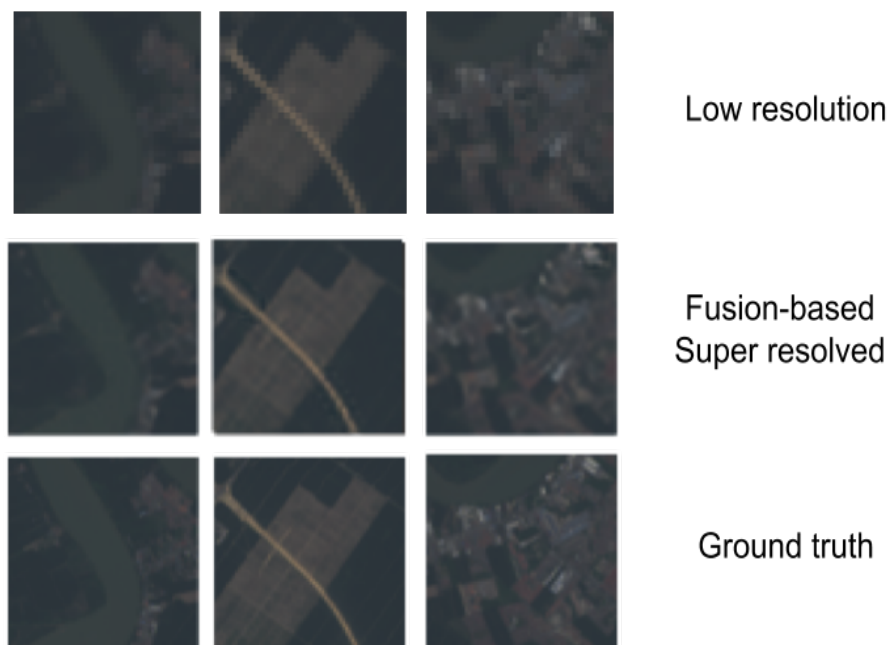 Low resolution
Fusion-based
Super resolved
Ground truth